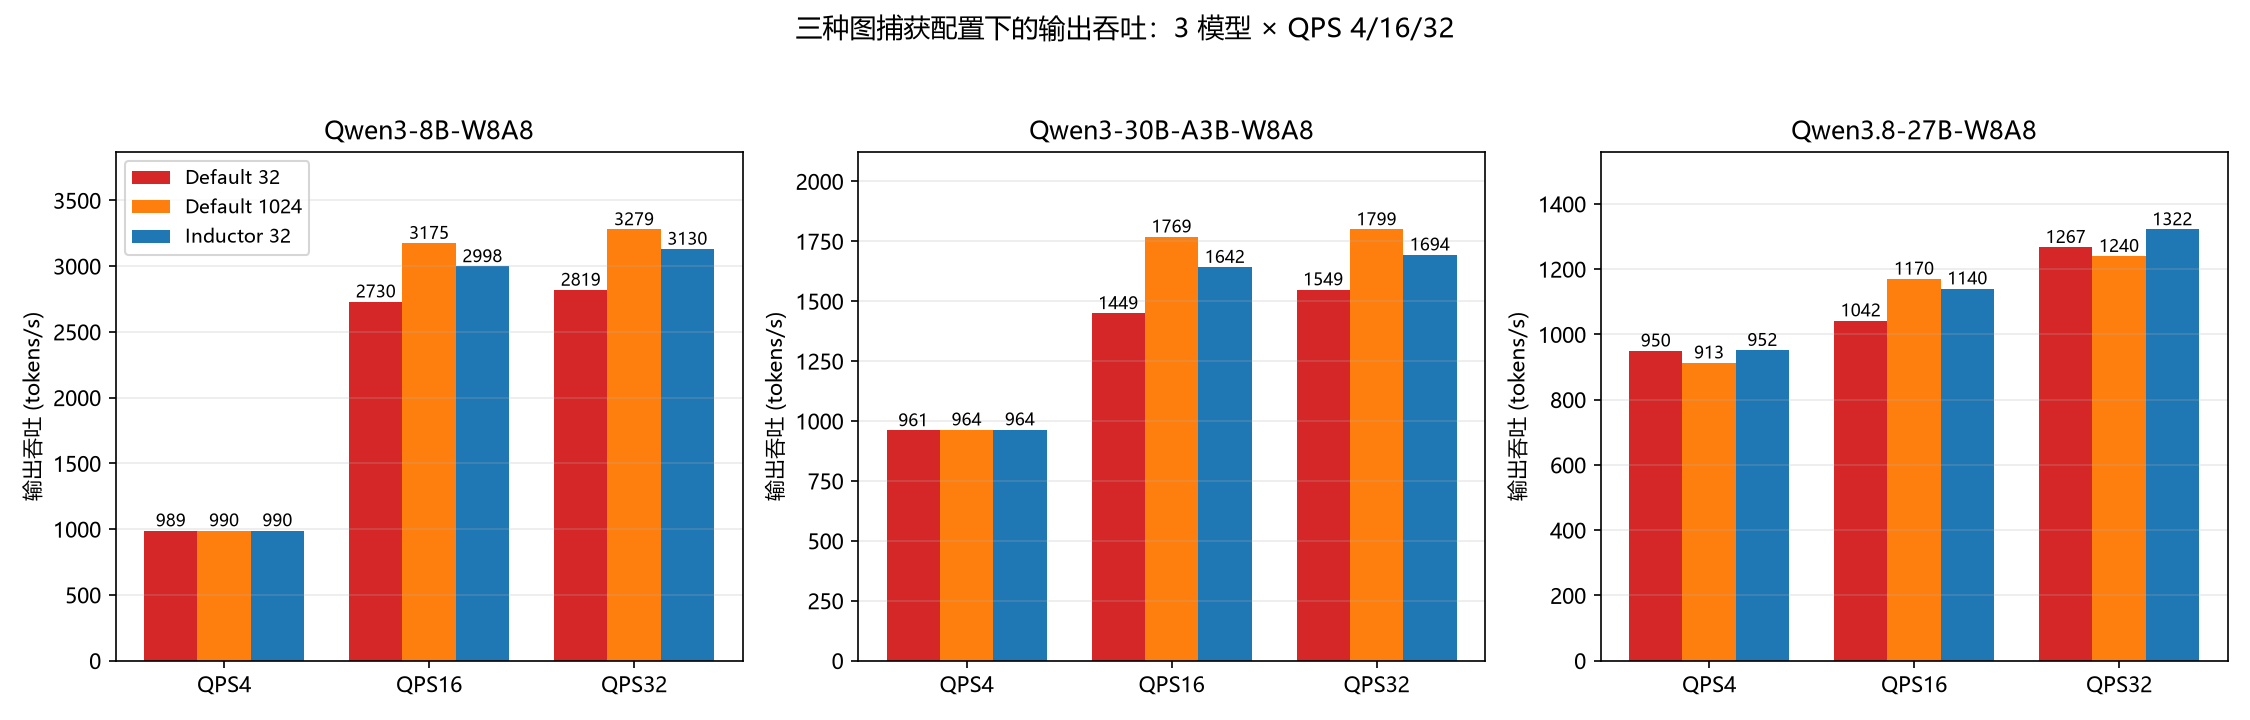 三种图捕获配置下的输出吞吐：3 模型 × QPS 4/16/32
Qwen3-8B-W8A8
输出吞吐 (tokens/s)
3500
3000
2500
2000
1500
1000
500
0
Default 32
Default 1024
Inductor 32
989
990
990
2730
3175
2998
2819
3279
3130
QPS4
QPS16
QPS32
Qwen3-30B-A3B-W8A8
输出吞吐 (tokens/s)
2000
1750
1500
1250
1000
750
500
250
0
961
964
964
1449
1769
1642
1549
1799
1694
QPS4
QPS16
QPS32
Qwen3.8-27B-W8A8
输出吞吐 (tokens/s)
1400
1200
1000
800
600
400
200
0
950
913
952
1042
1170
1140
1267
1240
1322
QPS4
QPS16
QPS32